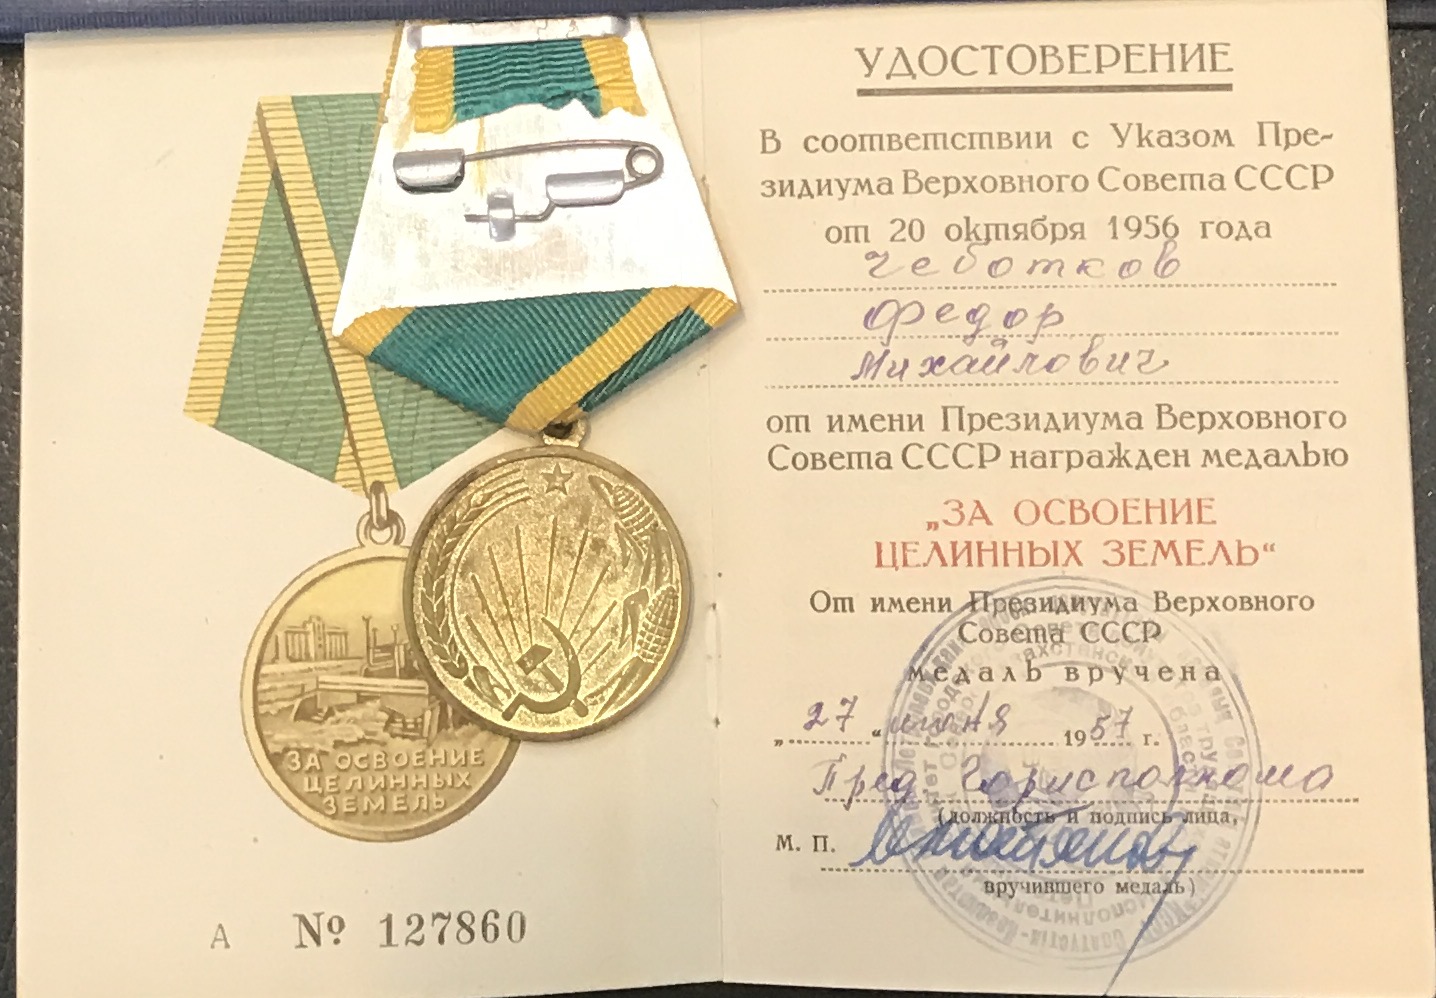 ЗА ОСВОЕНИЕ
ЦЕЛИННЫХ
ЗЕМЕЛЬ
А № 127860
УДОСТОВЕРЕНИЕ
В соответствии с Указом Пре-
зидиума Верховного Совета СССР
от 20 октября 1956 года
Чеботков
Федор
Михайлович
от имени Президиума Верховного
Совета СССР награжден медалью
„ЗА ОСВОЕНИЕ
ЦЕЛИННЫХ ЗЕМЕЛЬ“
От имени Президиума Верховного
Совета СССР
медаль вручена
„27“ июня 1957 г.
Пред Горисполкома
(должность и подпись лица,
М. П.
вручившего медаль)